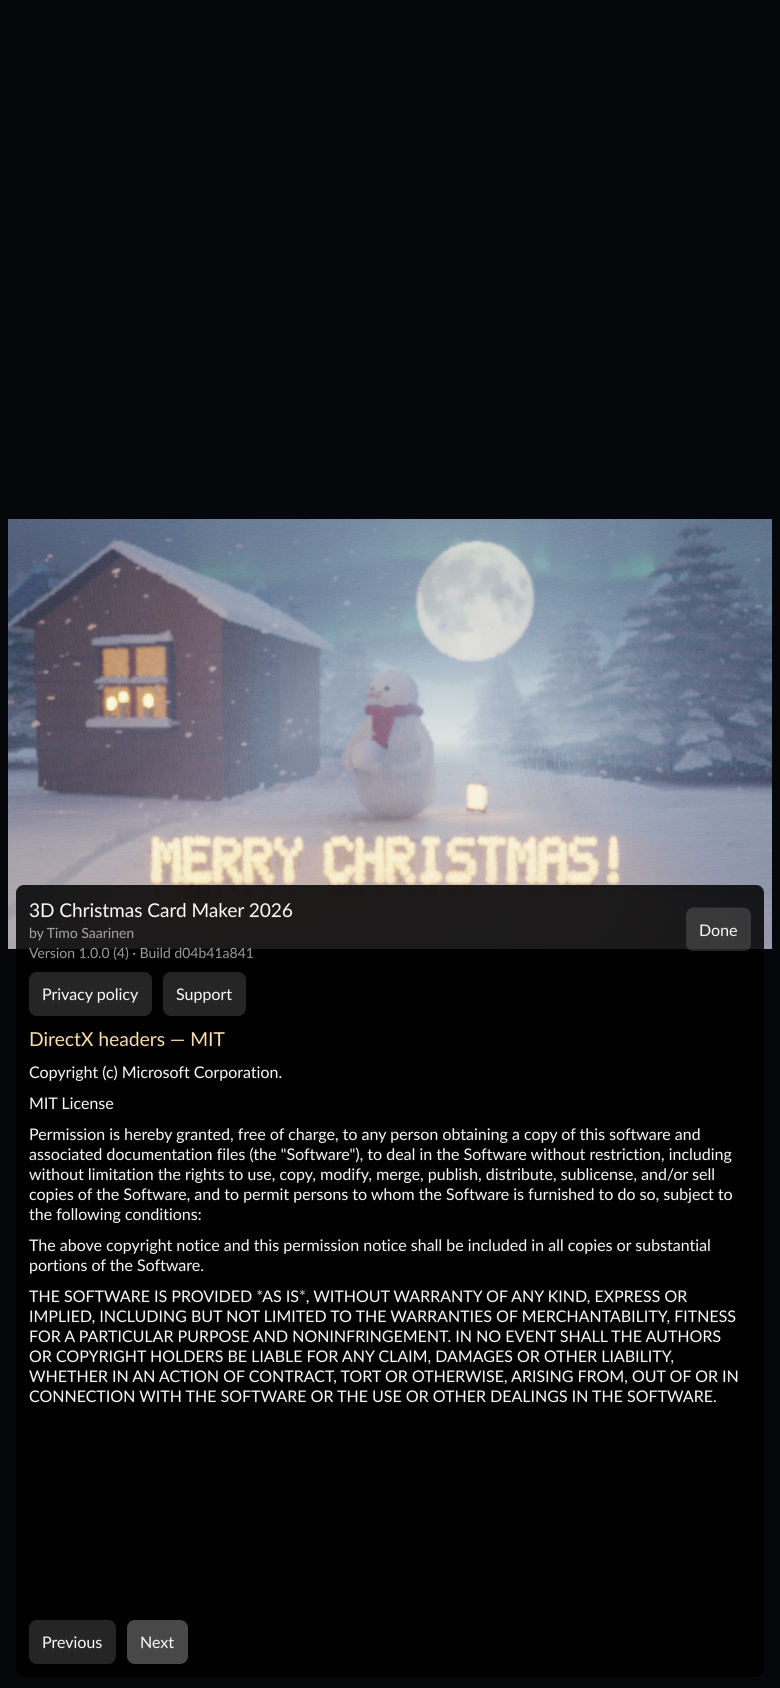 MERRY CHRISTMAS!
3D Christmas Card Maker 2026
by Timo Saarinen
Version 1.0.0 (4) · Build d04b41a841
Done
Privacy policy
Support
DirectX headers — MIT
Copyright (c) Microsoft Corporation.
MIT License
Permission is hereby granted, free of charge, to any person obtaining a copy of this software and
associated documentation files (the "Software"), to deal in the Software without restriction, including
without limitation the rights to use, copy, modify, merge, publish, distribute, sublicense, and/or sell
copies of the Software, and to permit persons to whom the Software is furnished to do so, subject to
the following conditions:
The above copyright notice and this permission notice shall be included in all copies or substantial
portions of the Software.
THE SOFTWARE IS PROVIDED *AS IS*, WITHOUT WARRANTY OF ANY KIND, EXPRESS OR
IMPLIED, INCLUDING BUT NOT LIMITED TO THE WARRANTIES OF MERCHANTABILITY, FITNESS
FOR A PARTICULAR PURPOSE AND NONINFRINGEMENT. IN NO EVENT SHALL THE AUTHORS
OR COPYRIGHT HOLDERS BE LIABLE FOR ANY CLAIM, DAMAGES OR OTHER LIABILITY,
WHETHER IN AN ACTION OF CONTRACT, TORT OR OTHERWISE, ARISING FROM, OUT OF OR IN
CONNECTION WITH THE SOFTWARE OR THE USE OR OTHER DEALINGS IN THE SOFTWARE.
Previous
Next